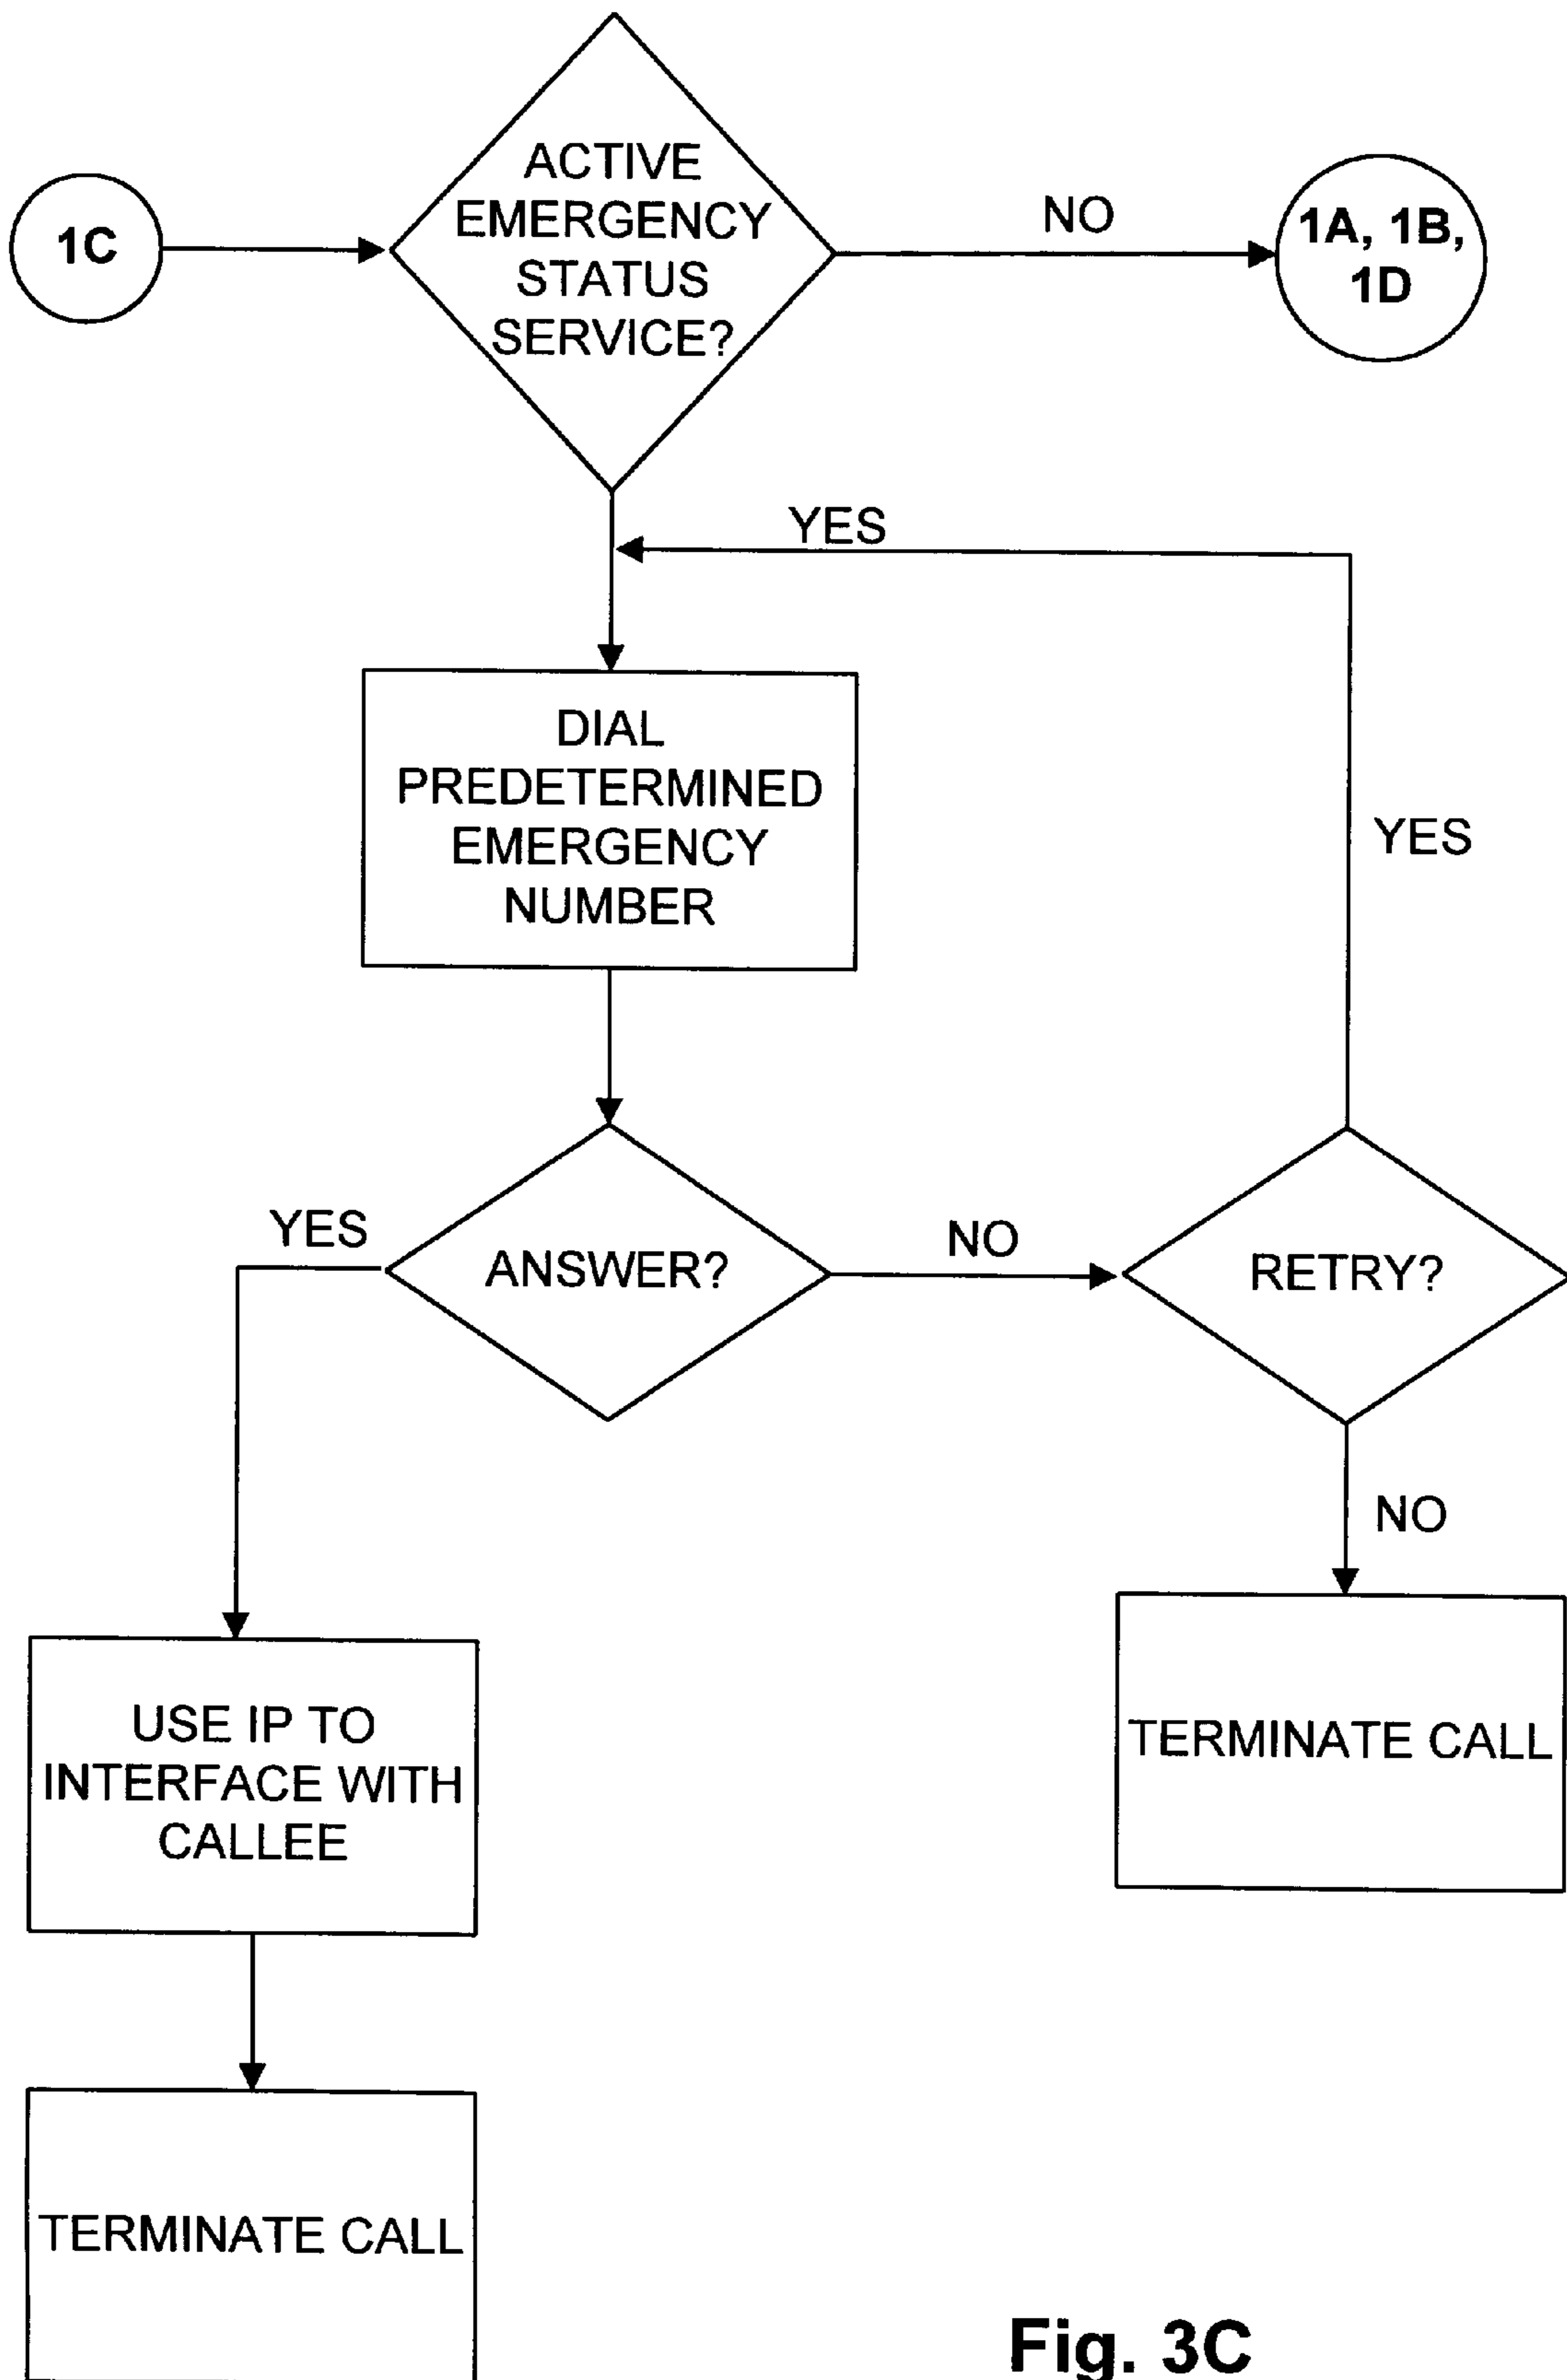 1C
ACTIVE
EMERGENCY
STATUS
SERVICE?
NO
1A, 1B,
1D
YES
DIAL
PREDETERMINED
EMERGENCY
NUMBER
YES
YES
ANSWER?
NO
RETRY?
NO
USE IP TO
INTERFACE WITH
CALLEE
TERMINATE CALL
TERMINATE CALL
Fig. 3C